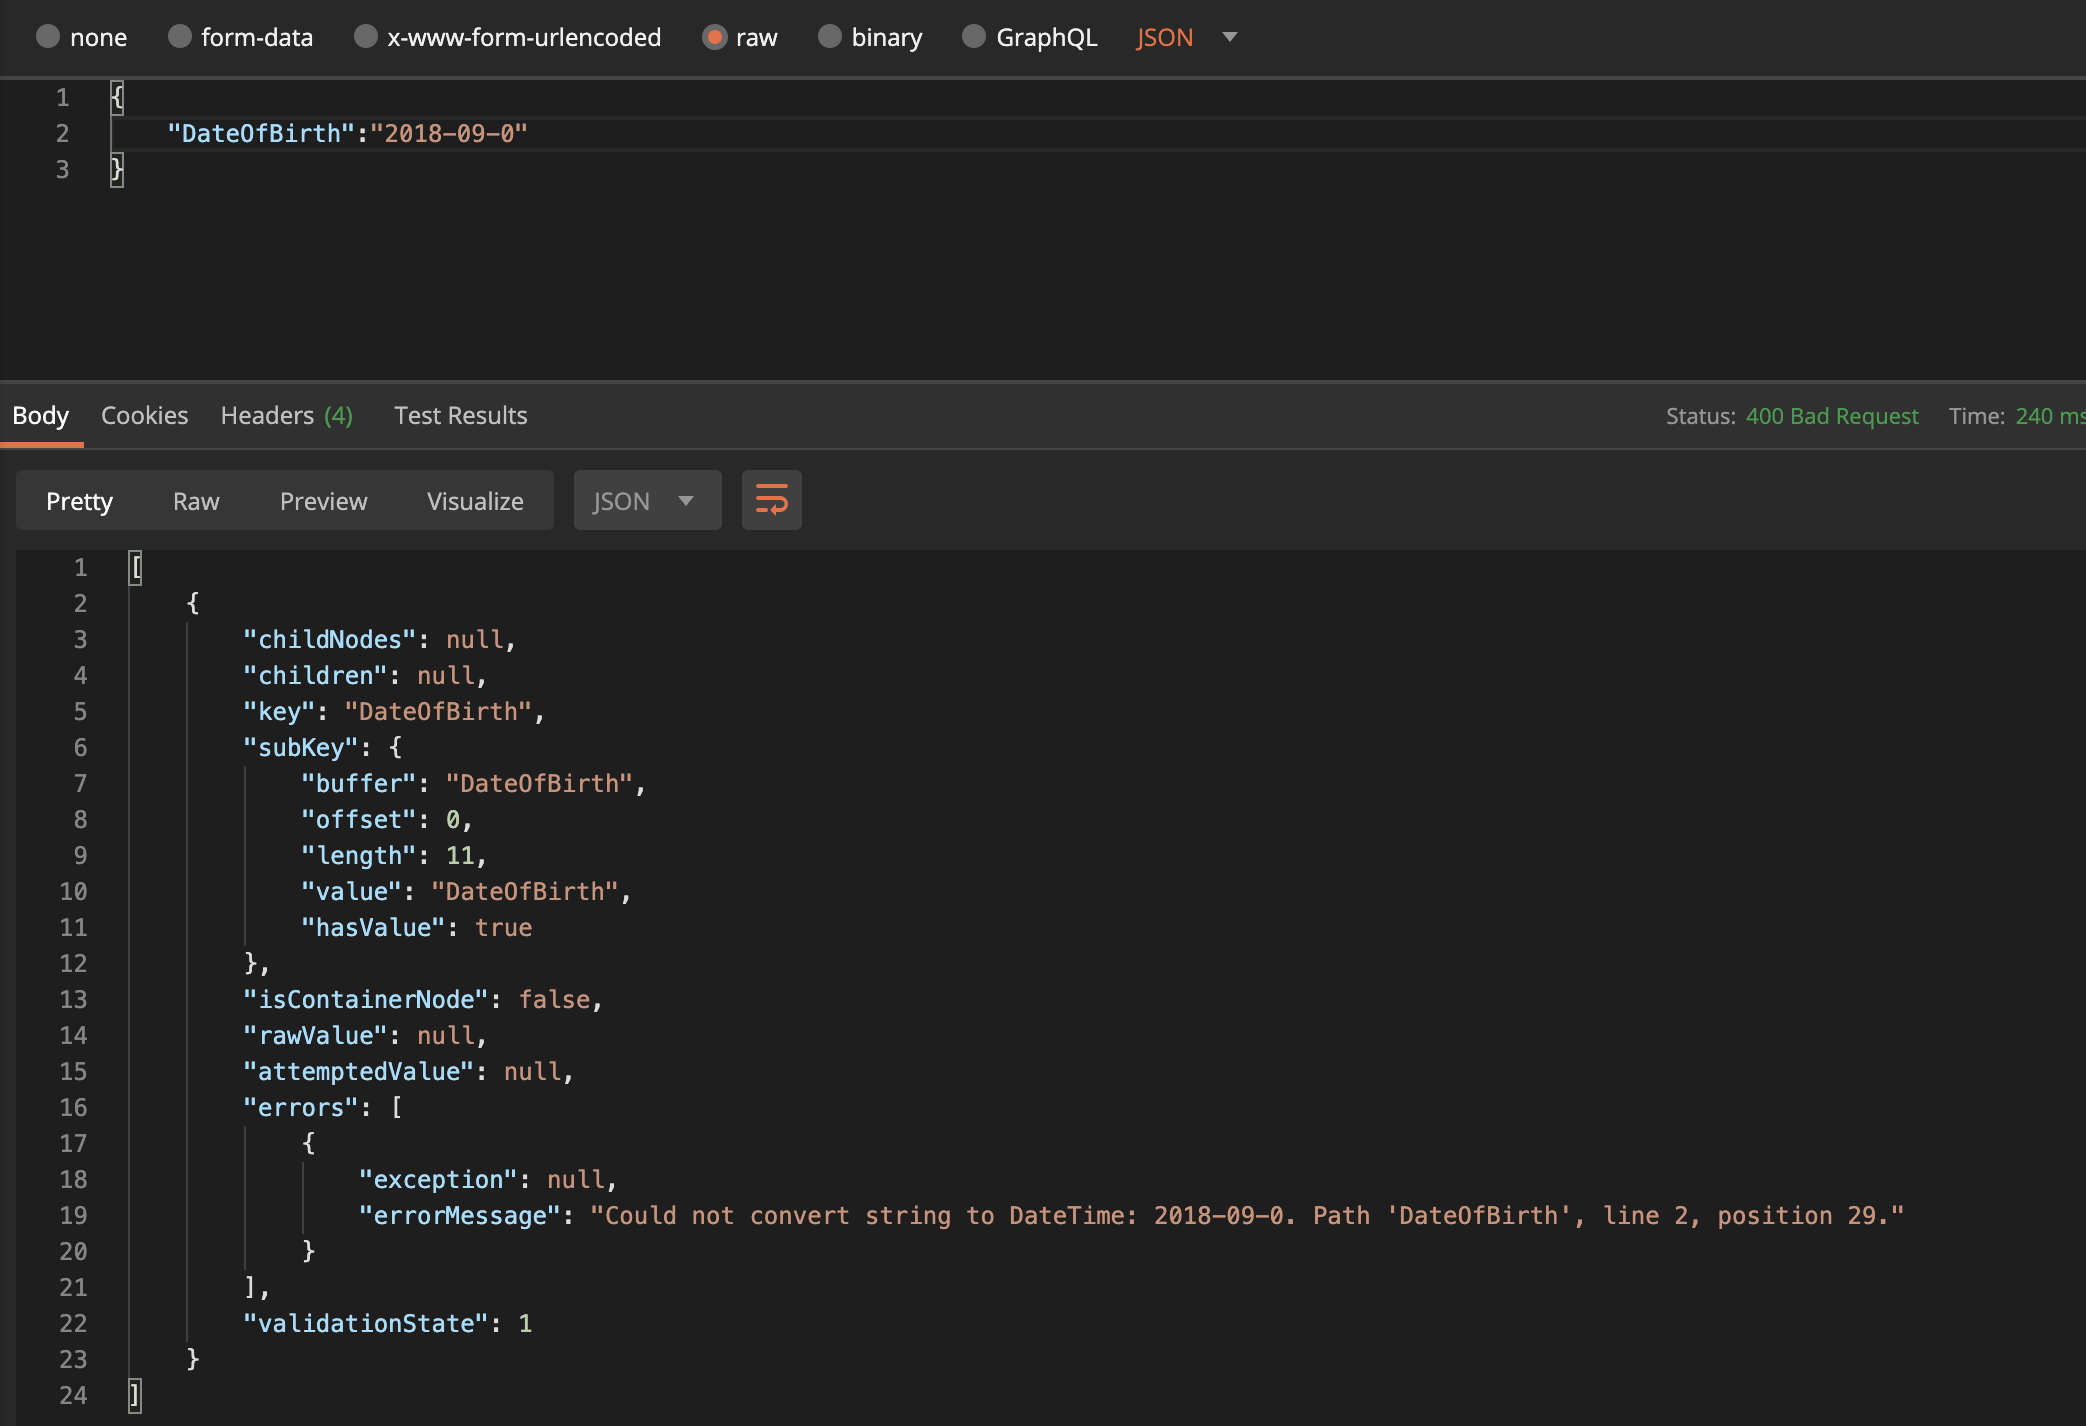 none form-data x-www-form-urlencoded raw binary GraphQL JSON
1 {
2 "DateOfBirth":"2018-09-0"
3 }
Body Cookies Headers (4) Test Results Status: 400 Bad Request Time: 240 ms
Pretty Raw Preview Visualize JSON
1 [
2 {
3 "childNodes": null,
4 "children": null,
5 "key": "DateOfBirth",
6 "subKey": {
7 "buffer": "DateOfBirth",
8 "offset": 0,
9 "length": 11,
10 "value": "DateOfBirth",
11 "hasValue": true
12 },
13 "isContainerNode": false,
14 "rawValue": null,
15 "attemptedValue": null,
16 "errors": [
17 {
18 "exception": null,
19 "errorMessage": "Could not convert string to DateTime: 2018-09-0. Path 'DateOfBirth', line 2, position 29."
20 }
21 ],
22 "validationState": 1
23 }
24 ]